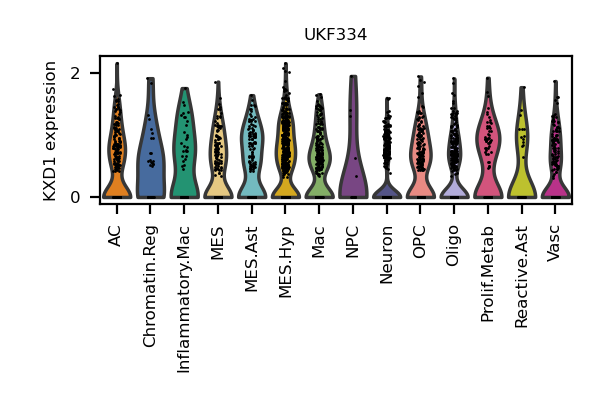 UKF334
KXD1 expression
2
0
AC
Chromatin.Reg
Inflammatory.Mac
MES
MES.Ast
MES.Hyp
Mac
NPC
Neuron
OPC
Oligo
Prolif.Metab
Reactive.Ast
Vasc